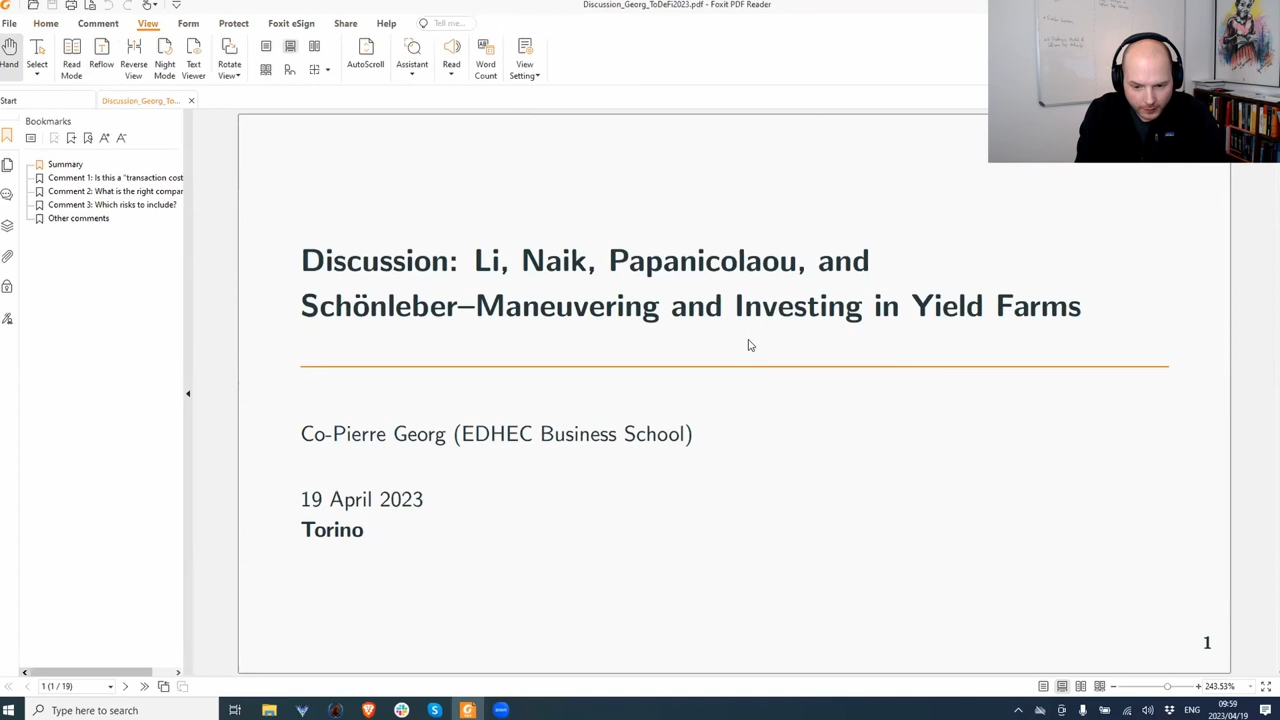 Discussion_Georg_ToDeFi2023.pdf - Foxit PDF Reader
File
Home
Comment
View
Form
Protect
Foxit eSign
Share
Help
Tell me...
Hand
Select
Read Mode
Reflow
Reverse View
Night Mode
Text Viewer
Rotate View
AutoScroll
Assistant
Read
Word Count
View Setting
Start
Discussion_Georg_To...
Bookmarks
Summary
Comment 1: Is this a "transaction cost
Comment 2: What is the right compar
Comment 3: Which risks to include?
Other comments
Discussion: Li, Naik, Papanicolaou, and
Schönleber–Maneuvering and Investing in Yield Farms
Co-Pierre Georg (EDHEC Business School)
19 April 2023
Torino
1
1 (1 / 19)
243.53%
Type here to search
ENG
09:59
2023/04/19